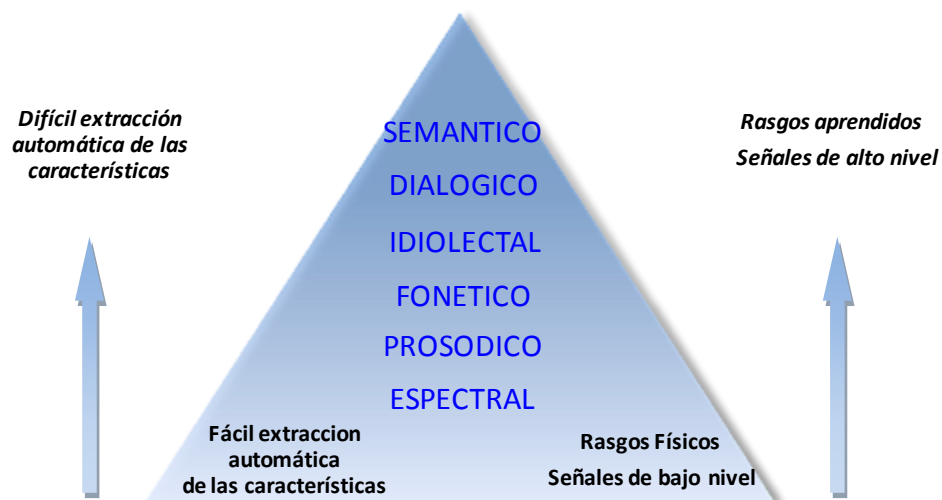 Difícil extracción
automática de las
características
Rasgos aprendidos
Señales de alto nivel
SEMANTICO
DIALOGICO
IDIOLECTAL
FONETICO
PROSODICO
ESPECTRAL
Fácil extraccion
automática
de las características
Rasgos Físicos
Señales de bajo nivel